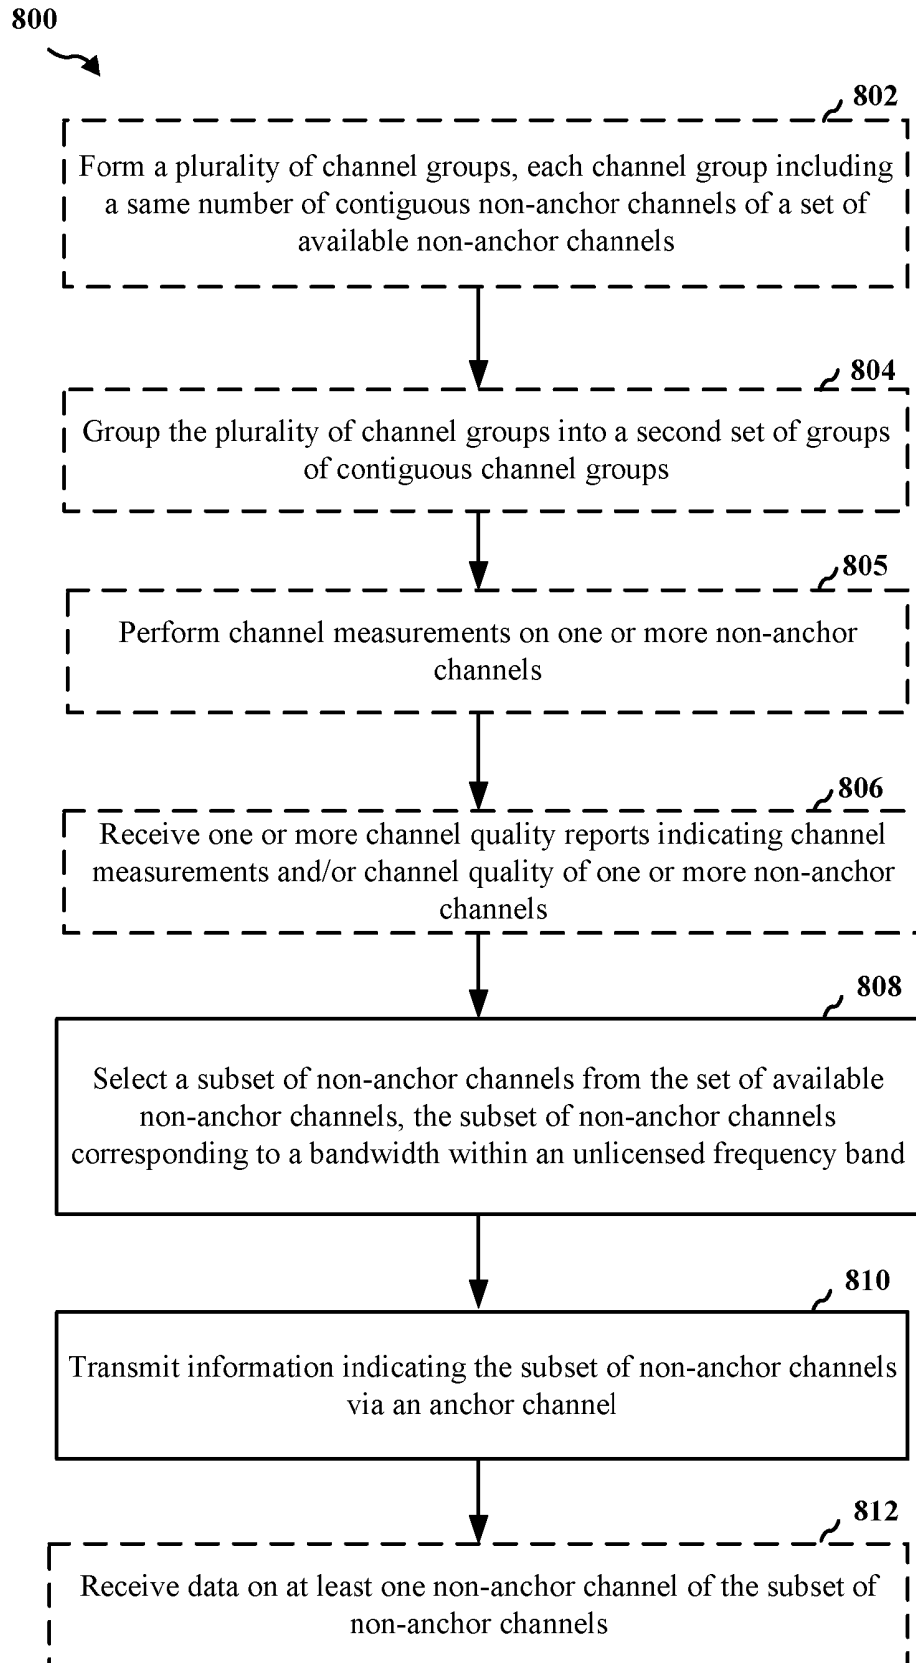 800
802
Form a plurality of channel groups, each channel group including
a same number of contiguous non-anchor channels of a set of
available non-anchor channels
804
Group the plurality of channel groups into a second set of groups
of contiguous channel groups
805
Perform channel measurements on one or more non-anchor
channels
806
Receive one or more channel quality reports indicating channel
measurements and/or channel quality of one or more non-anchor
channels
808
Select a subset of non-anchor channels from the set of available
non-anchor channels, the subset of non-anchor channels
corresponding to a bandwidth within an unlicensed frequency band
810
Transmit information indicating the subset of non-anchor channels
via an anchor channel
812
Receive data on at least one non-anchor channel of the subset of
non-anchor channels